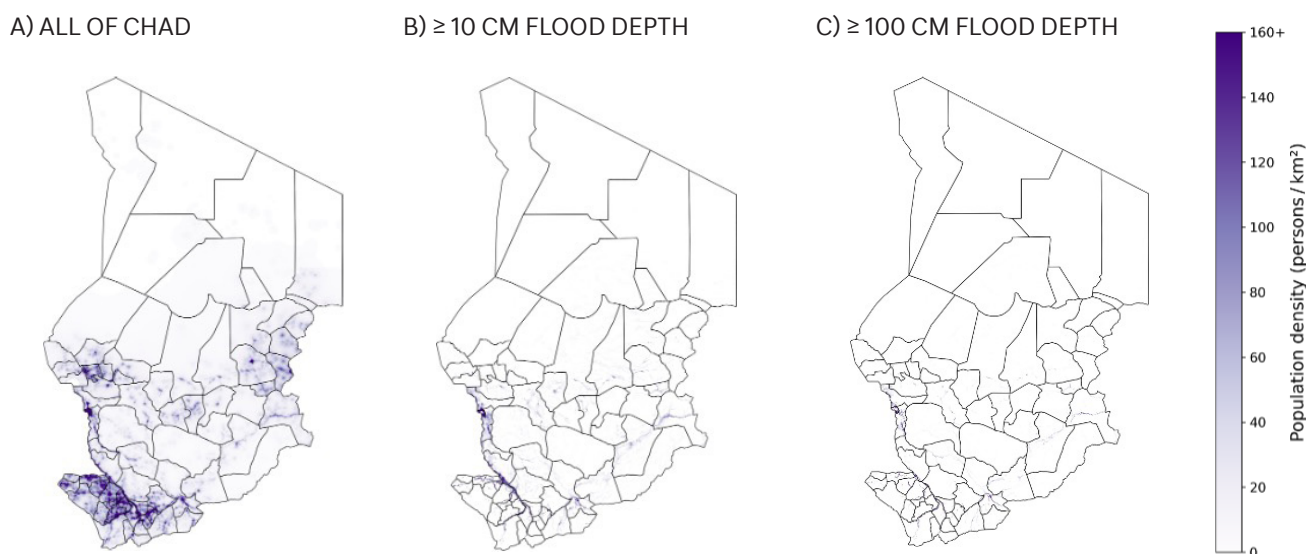 A) ALL OF CHAD
B) ≥ 10 CM FLOOD DEPTH
C) ≥ 100 CM FLOOD DEPTH
160+
140
120
100
80
60
40
20
0
Population density (persons / km²)